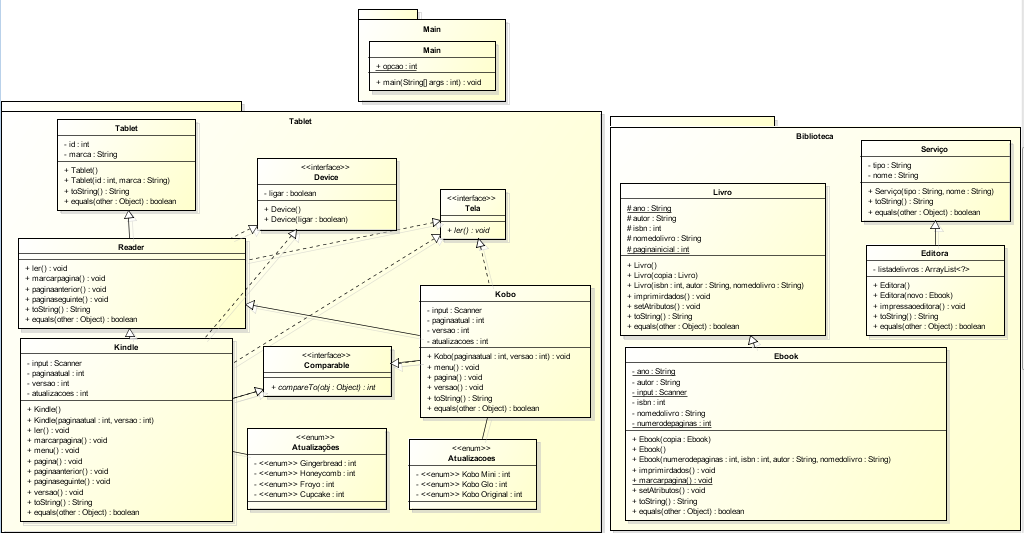 Main
Main
+ opcao : int
+ main(String[] args : int) : void
Tablet
Tablet
- id : int
- marca : String
+ Tablet()
+ Tablet(id : int, marca : String)
+ toString() : String
+ equals(other : Object) : boolean
<<interface>>
Device
- ligar : boolean
+ Device()
+ Device(ligar : boolean)
<<interface>>
Tela
+ ler() : void
Reader
+ ler() : void
+ marcarpagina() : void
+ paginaanterior() : void
+ paginaseguinte() : void
+ toString() : String
+ equals(other : Object) : boolean
Kindle
- input : Scanner
- paginaatual : int
- versao : int
- atualizacoes : int
+ Kindle()
+ Kindle(paginaatual : int, versao : int)
+ ler() : void
+ marcarpagina() : void
+ menu() : void
+ pagina() : void
+ paginaanterior() : void
+ paginaseguinte() : void
+ versao() : void
+ toString() : String
+ equals(other : Object) : boolean
<<interface>>
Comparable
+ compareTo(obj : Object) : int
Kobo
- input : Scanner
- paginaatual : int
- versao : int
- atualizacoes : int
+ Kobo(paginaatual : int, versao : int) : void
+ menu() : void
+ pagina() : void
+ versao() : void
+ toString() : String
+ equals(other : Object) : boolean
<<enum>>
Atualizações
- <<enum>> Gingerbread : int
- <<enum>> Honeycomb : int
- <<enum>> Froyo : int
- <<enum>> Cupcake : int
<<enum>>
Atualizacoes
- <<enum>> Kobo Mini : int
- <<enum>> Kobo Glo : int
- <<enum>> Kobo Original : int
Biblioteca
Serviço
- tipo : String
- nome : String
+ Serviço(tipo : String, nome : String)
+ toString() : String
+ equals(other : Object) : boolean
Livro
# ano : String
# autor : String
# isbn : int
# nomedolivro : String
# paginainicial : int
+ Livro()
+ Livro(copia : Livro)
+ Livro(isbn : int, autor : String, nomedolivro : String)
+ imprimirdados() : void
+ setAtributos() : void
+ toString() : String
+ equals(other : Object) : boolean
Editora
- listadelivros : ArrayList<?>
+ Editora()
+ Editora(novo : Ebook)
+ impressaoeditora() : void
+ toString() : String
+ equals(other : Object) : boolean
Ebook
- ano : String
- autor : String
- input : Scanner
- isbn : int
- nomedolivro : String
- numerodepaginas : int
+ Ebook(copia : Ebook)
+ Ebook()
+ Ebook(numerodepaginas : int, isbn : int, autor : String, nomedolivro : String)
+ imprimirdados() : void
+ marcarpagina() : void
+ setAtributos() : void
+ toString() : String
+ equals(other : Object) : boolean